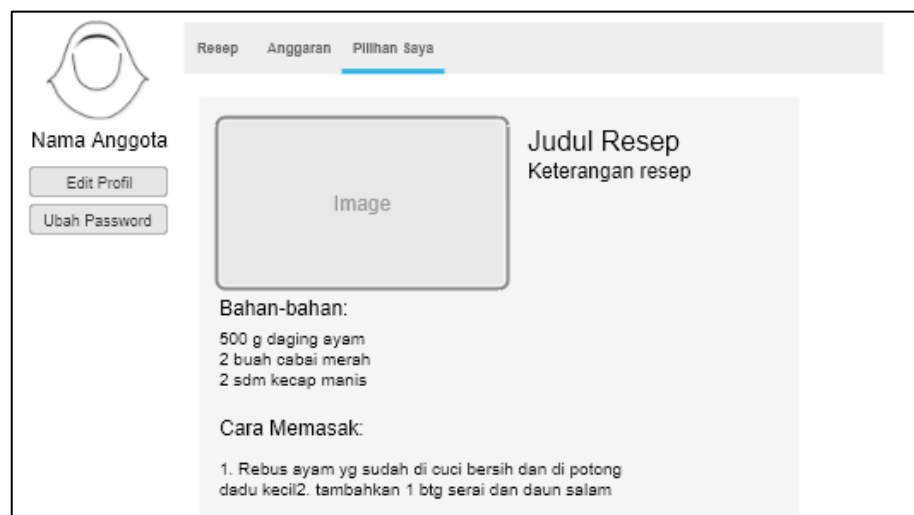 Resep Anggaran Pilihan Saya
Nama Anggota
Edit Profil
Ubah Password
Image
Judul Resep
Keterangan resep
Bahan-bahan:
500 g daging ayam
2 buah cabai merah
2 sdm kecap manis
Cara Memasak:
1. Rebus ayam yg sudah di cuci bersih dan di potong
dadu kecil2. tambahkan 1 btg serai dan daun salam